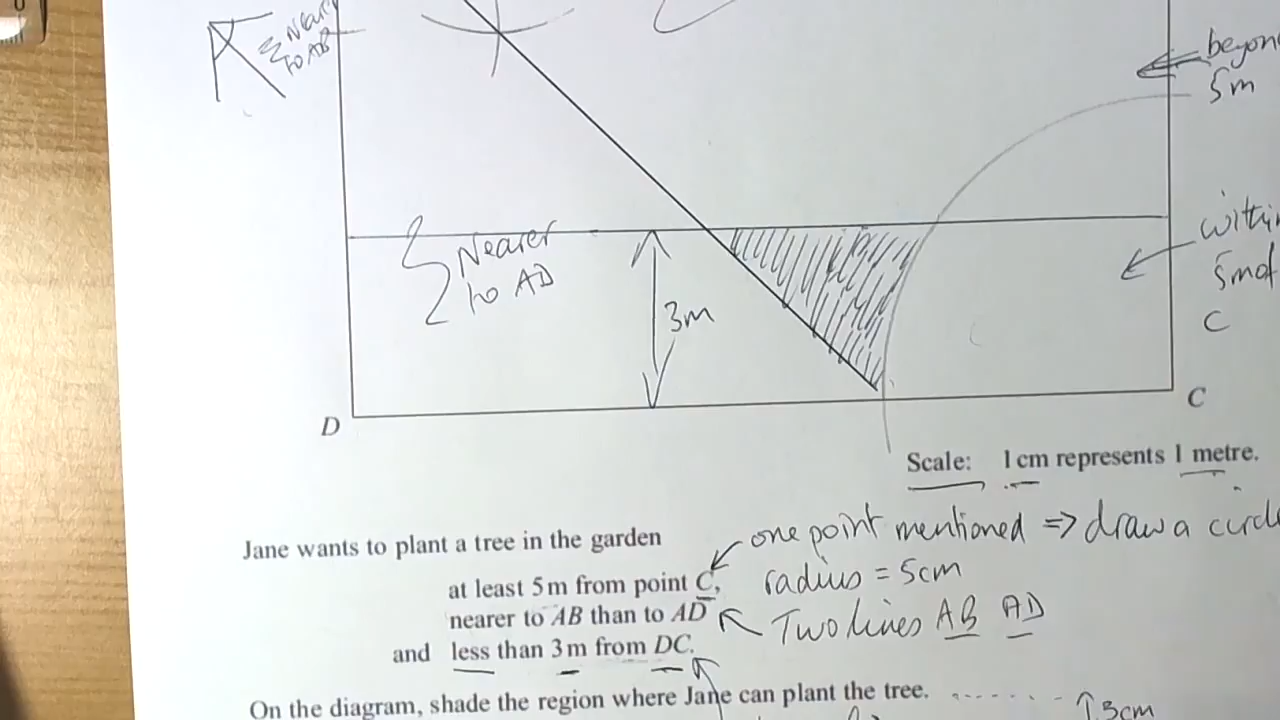 Nearer
to AB
beyon
5m
Nearer
to AD
3m
within
5m of
C
D
C
Scale: 1 cm represents 1 metre.
one point mentioned ⇒ draw a circle
Jane wants to plant a tree in the garden
at least 5 m from point C, radius = 5cm
nearer to AB than to AD Two lines AB AD
and less than 3 m from DC.
On the diagram, shade the region where Jane can plant the tree.
3cm